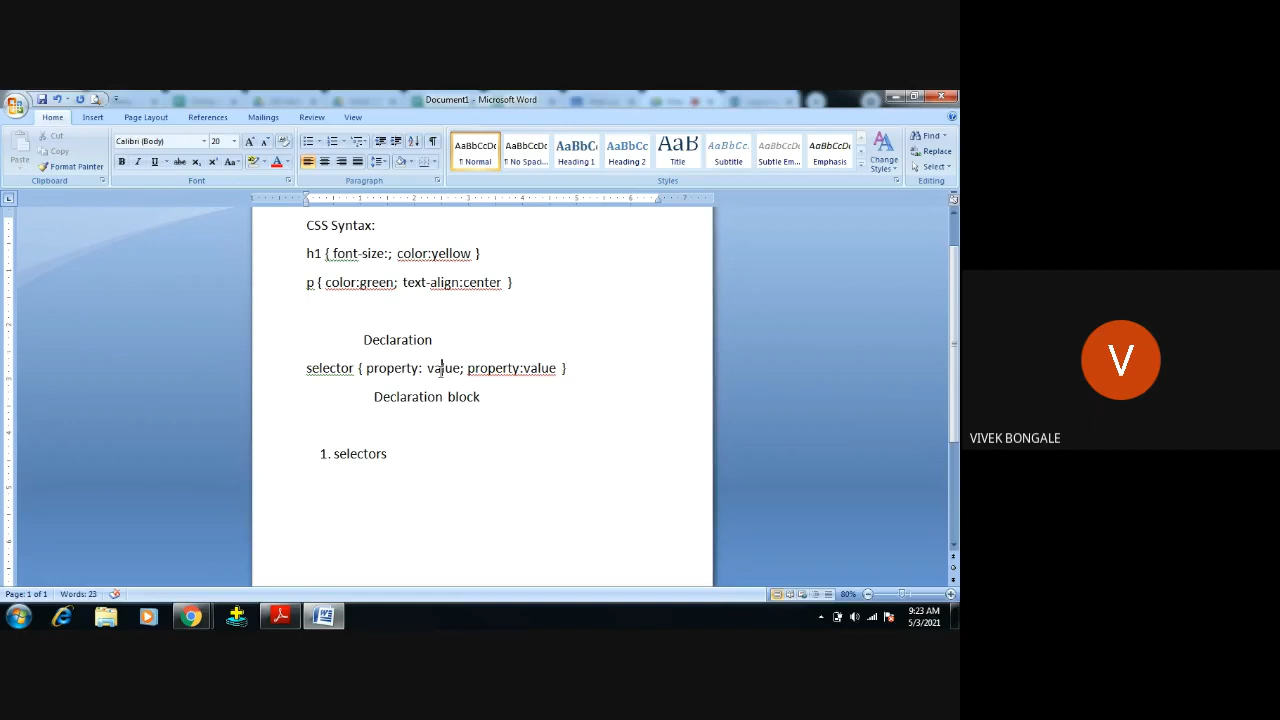 Document1 - Microsoft Word
Home Insert Page Layout References Mailings Review View
Paste
Cut
Copy
Format Painter
Clipboard
Calibri (Body) 20
Font
Paragraph
AaBbCcDc AaBbCcDc AaBbC AaBbCc AaB AaBbCc. AaBbCcDc AaBbCcDc
¶ Normal ¶ No Spaci... Heading 1 Heading 2 Title Subtitle Subtle Em... Emphasis
Change Styles
Styles
Find
Replace
Select
Editing
CSS Syntax:
h1 { font-size:; color:yellow }
p { color:green; text-align:center }
Declaration
selector { property: value; property:value }
Declaration block
1. selectors
V
VIVEK BONGALE
Page: 1 of 1 Words: 23 80%
9:23 AM
5/3/2021